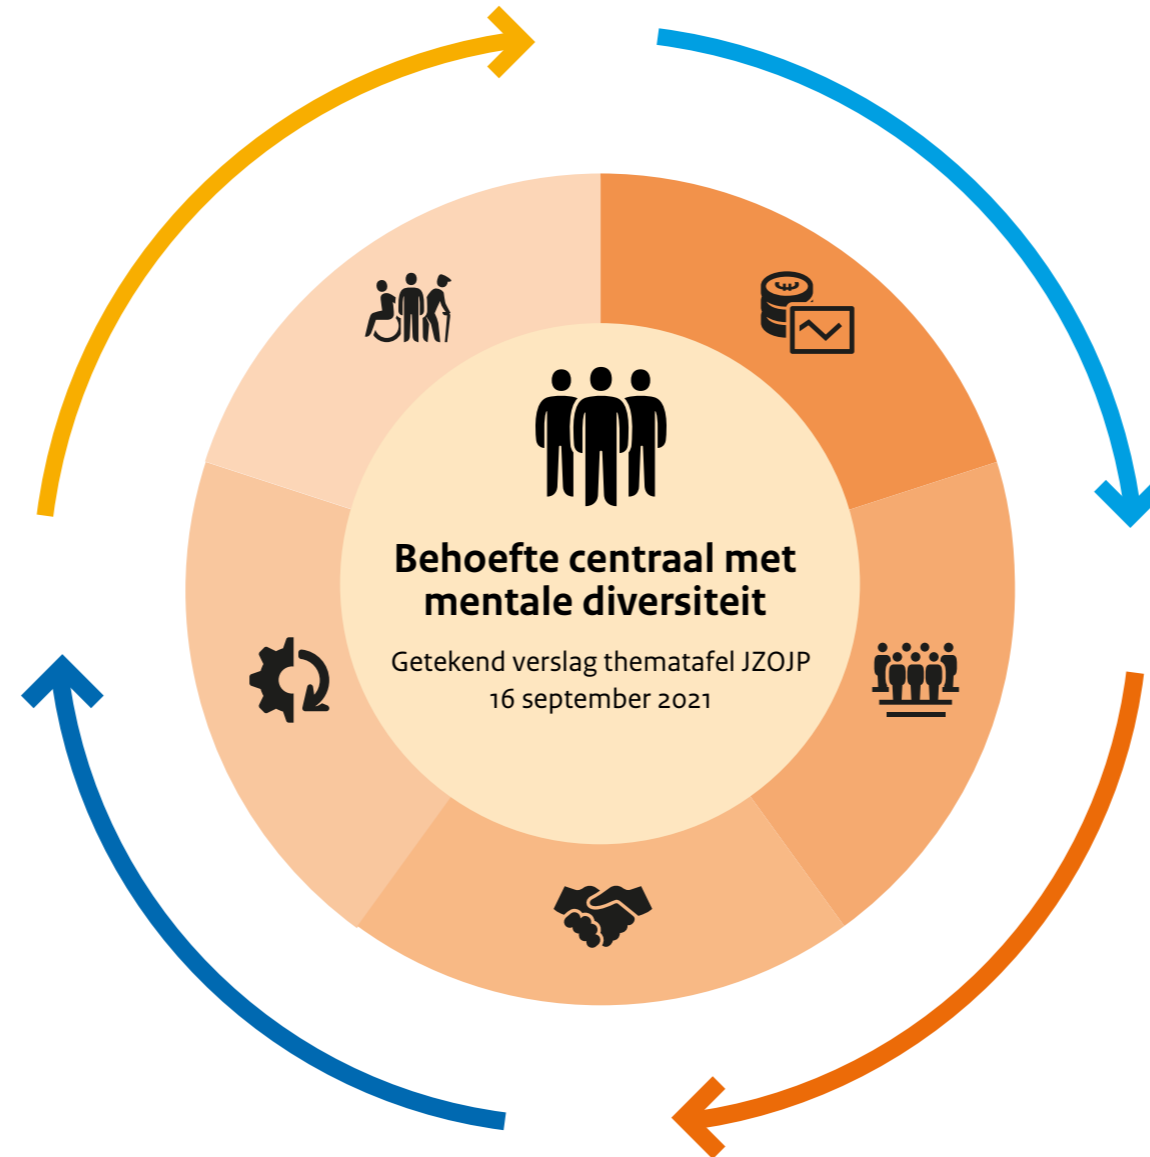 Behoefte centraal met
mentale diversiteit
Getekend verslag thematafel JZOJP
16 september 2021